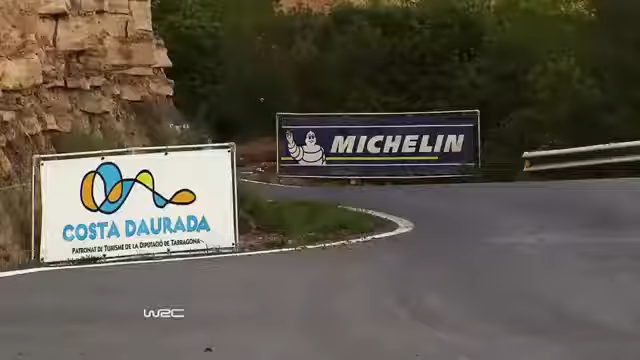 MICHELIN
COSTA DAURADA
PATRONAT DE TURISME DE LA DIPUTACIÓ DE TARRAGONA
WRC